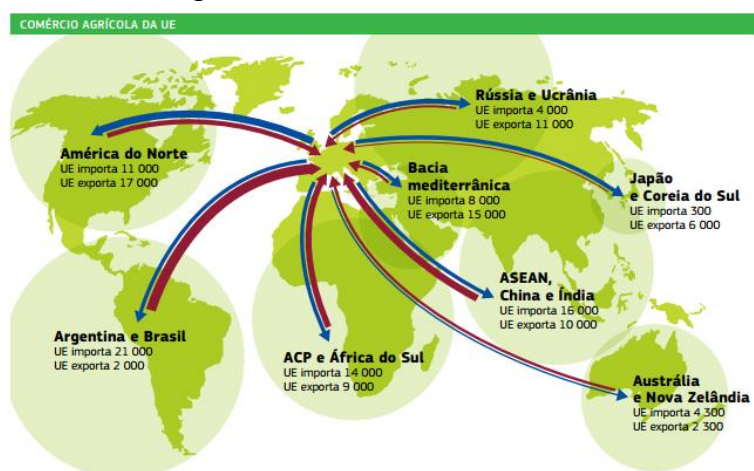 COMÉRCIO AGRÍCOLA DA UE
Rússia e Ucrânia
UE importa 4 000
UE exporta 11 000
América do Norte
UE importa 11 000
UE exporta 17 000
Bacia
mediterrânica
UE importa 8 000
UE exporta 15 000
Japão
e Coreia do Sul
UE importa 300
UE exporta 6 000
ASEAN,
China e Índia
UE importa 16 000
UE exporta 10 000
Argentina e Brasil
UE importa 21 000
UE exporta 2 000
ACP e África do Sul
UE importa 14 000
UE exporta 9 000
Austrália
e Nova Zelândia
UE importa 4 300
UE exporta 2 300